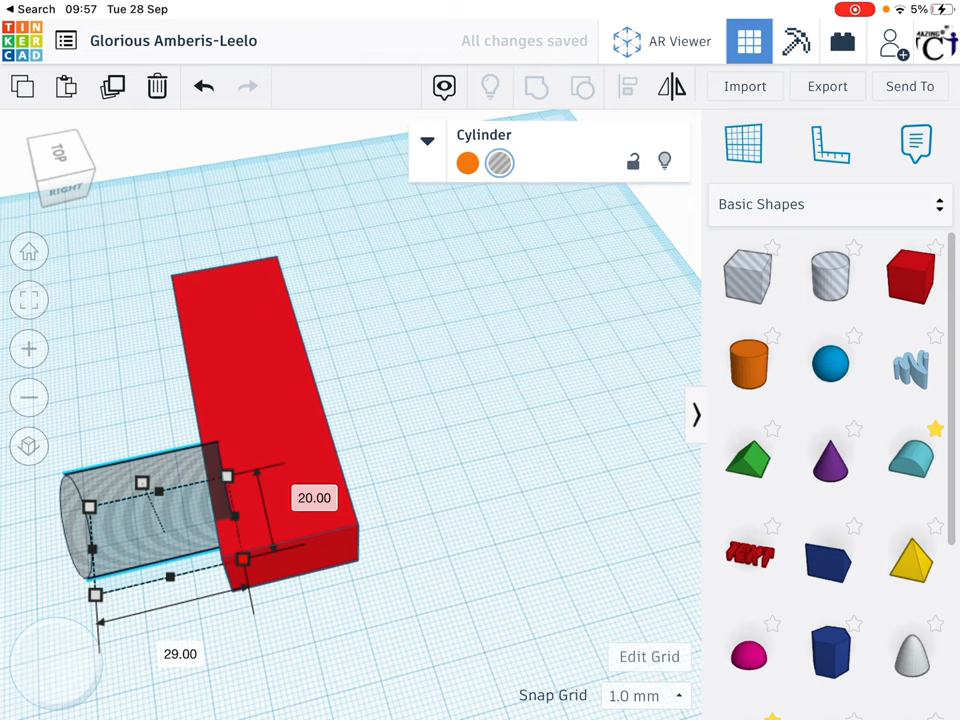 Search 09:57 Tue 28 Sep 5%
TIN
KER
CAD
Glorious Amberis-Leelo
All changes saved
AR Viewer
AMAZING
Import
Export
Send To
TOP
RIGHT
Cylinder
Basic Shapes
TEXT
20.00
29.00
Edit Grid
Snap Grid 1.0 mm